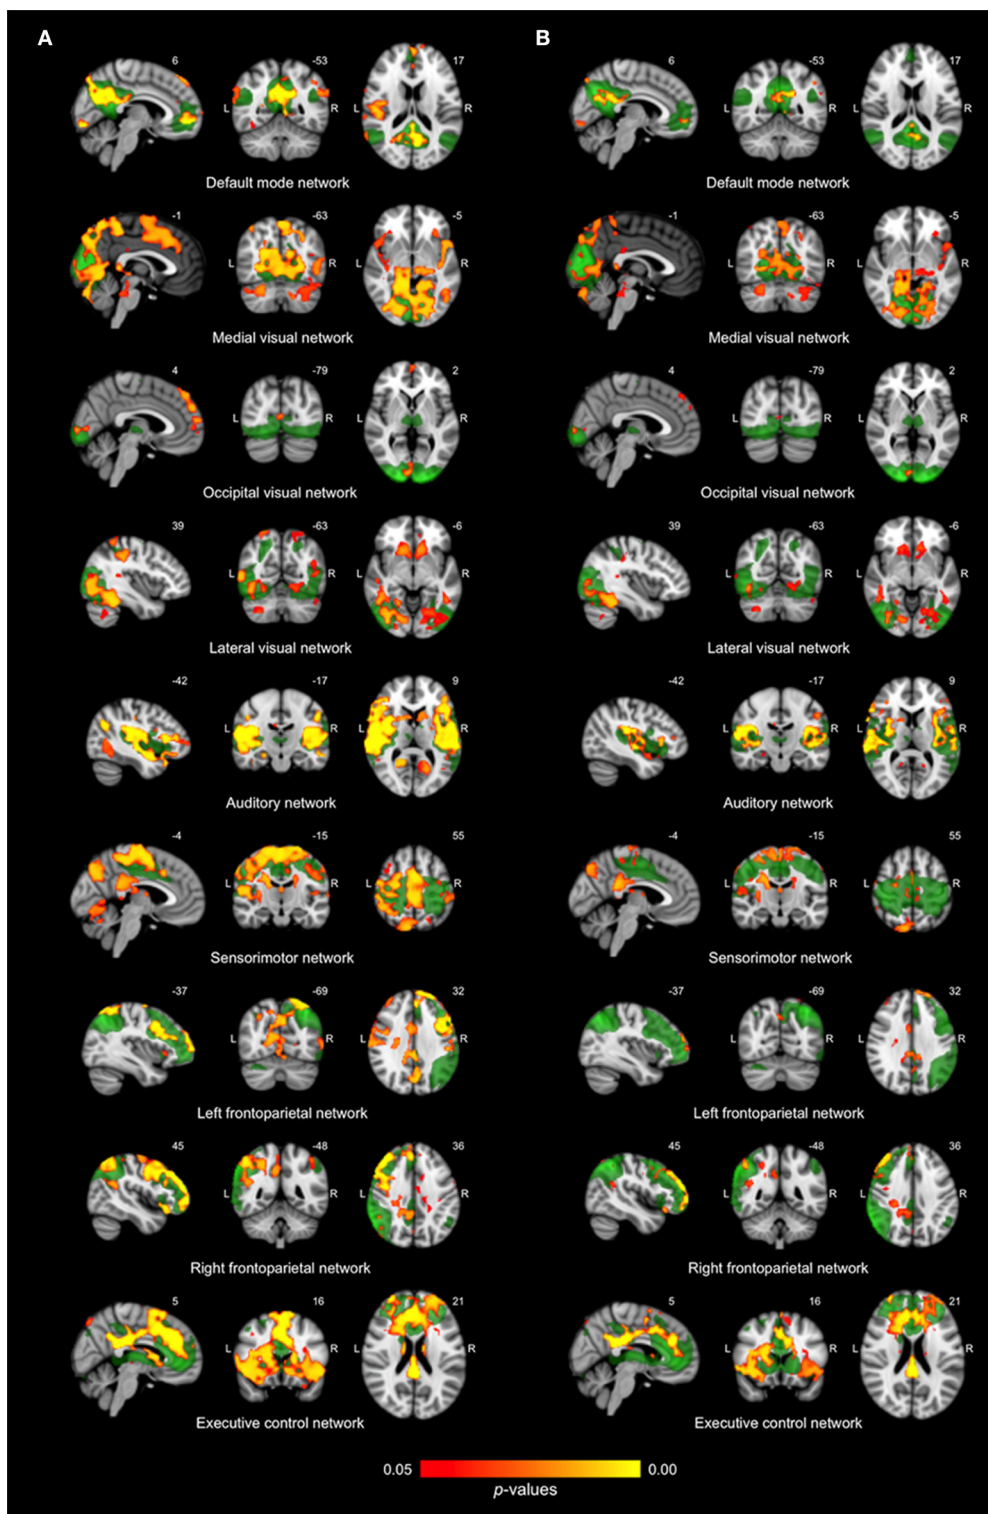 A B
6 -53 17 6 -53 17
L R L R L R L R
Default mode network Default mode network
-1 -63 -5 -1 -63 -5
L R L R L R L R
Medial visual network Medial visual network
4 -79 2 4 -79 2
L R L R L R L R
Occipital visual network Occipital visual network
39 -63 -6 39 -63 -6
L R L R L R L R
Lateral visual network Lateral visual network
-42 -17 9 -42 -17 9
L R L R L R L R
Auditory network Auditory network
-4 -15 55 -4 -15 55
L R L R L R L R
Sensorimotor network Sensorimotor network
-37 -69 32 -37 -69 32
L R L R L R L R
Left frontoparietal network Left frontoparietal network
45 -48 36 45 -48 36
L R L R L R L R
Right frontoparietal network Right frontoparietal network
5 16 21 5 16 21
L R L R L R L R
Executive control network Executive control network
0.05 0.00
p-values